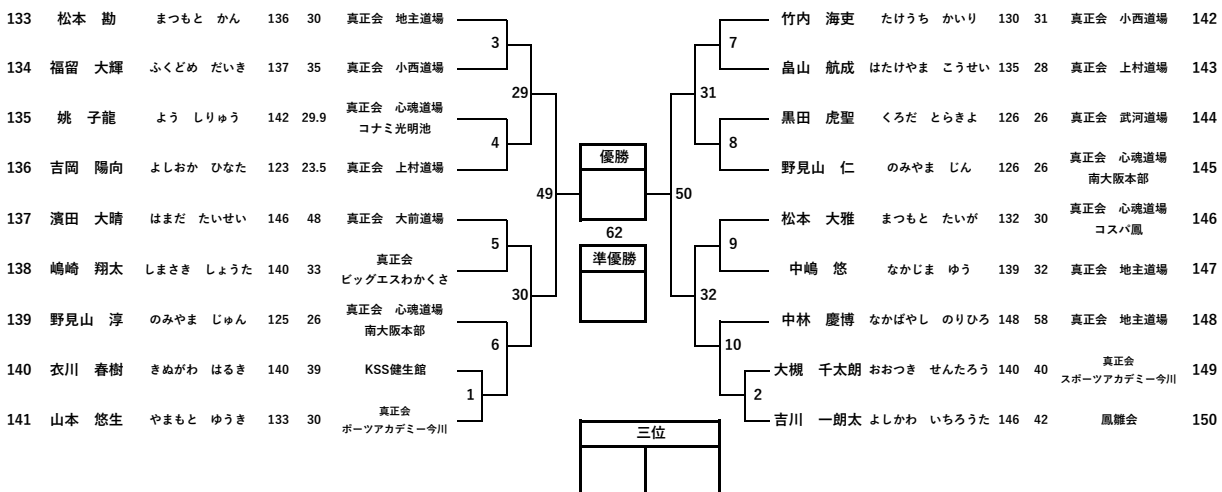 133 松本　勘 まつもと　かん 136 30 真正会　地主道場
134 福留　大輝 ふくどめ　だいき 137 35 真正会　小西道場
135 姚　子龍 よう　しりゅう 142 29.9 真正会　心魂道場
コナミ光明池
136 吉岡　陽向 よしおか　ひなた 123 23.5 真正会　上村道場
137 濱田　大晴 はまだ　たいせい 146 48 真正会　大前道場
138 嶋崎　翔太 しまさき　しょうた 140 33 真正会
ビッグエスわかくさ
139 野見山　淳 のみやま　じゅん 125 26 真正会　心魂道場
南大阪本部
140 衣川　春樹 きぬがわ　はるき 140 39 KSS健生館
141 山本　悠生 やまもと　ゆうき 133 30 真正会
ポーツアカデミー今川
3
29
4
49
5
30
6
1
優勝
62
準優勝
三位
7
31
8
50
9
32
10
2
竹内　海吏 たけうち　かいり 130 31 真正会　小西道場 142
畠山　航成 はたけやま　こうせい 135 28 真正会　上村道場 143
黒田　虎聖 くろだ　とらきよ 126 26 真正会　武河道場 144
野見山　仁 のみやま　じん 126 26 真正会　心魂道場
南大阪本部 145
松本　大雅 まつもと　たいが 132 30 真正会　心魂道場
コスパ鳳 146
中嶋　悠 なかじま　ゆう 139 32 真正会　地主道場 147
中林　慶博 なかばやし　のりひろ 148 58 真正会　地主道場 148
大槻　千太朗 おおつき　せんたろう 140 40 真正会
スポーツアカデミー今川 149
吉川　一朗太 よしかわ　いちろうた 146 42 鳳雛会 150